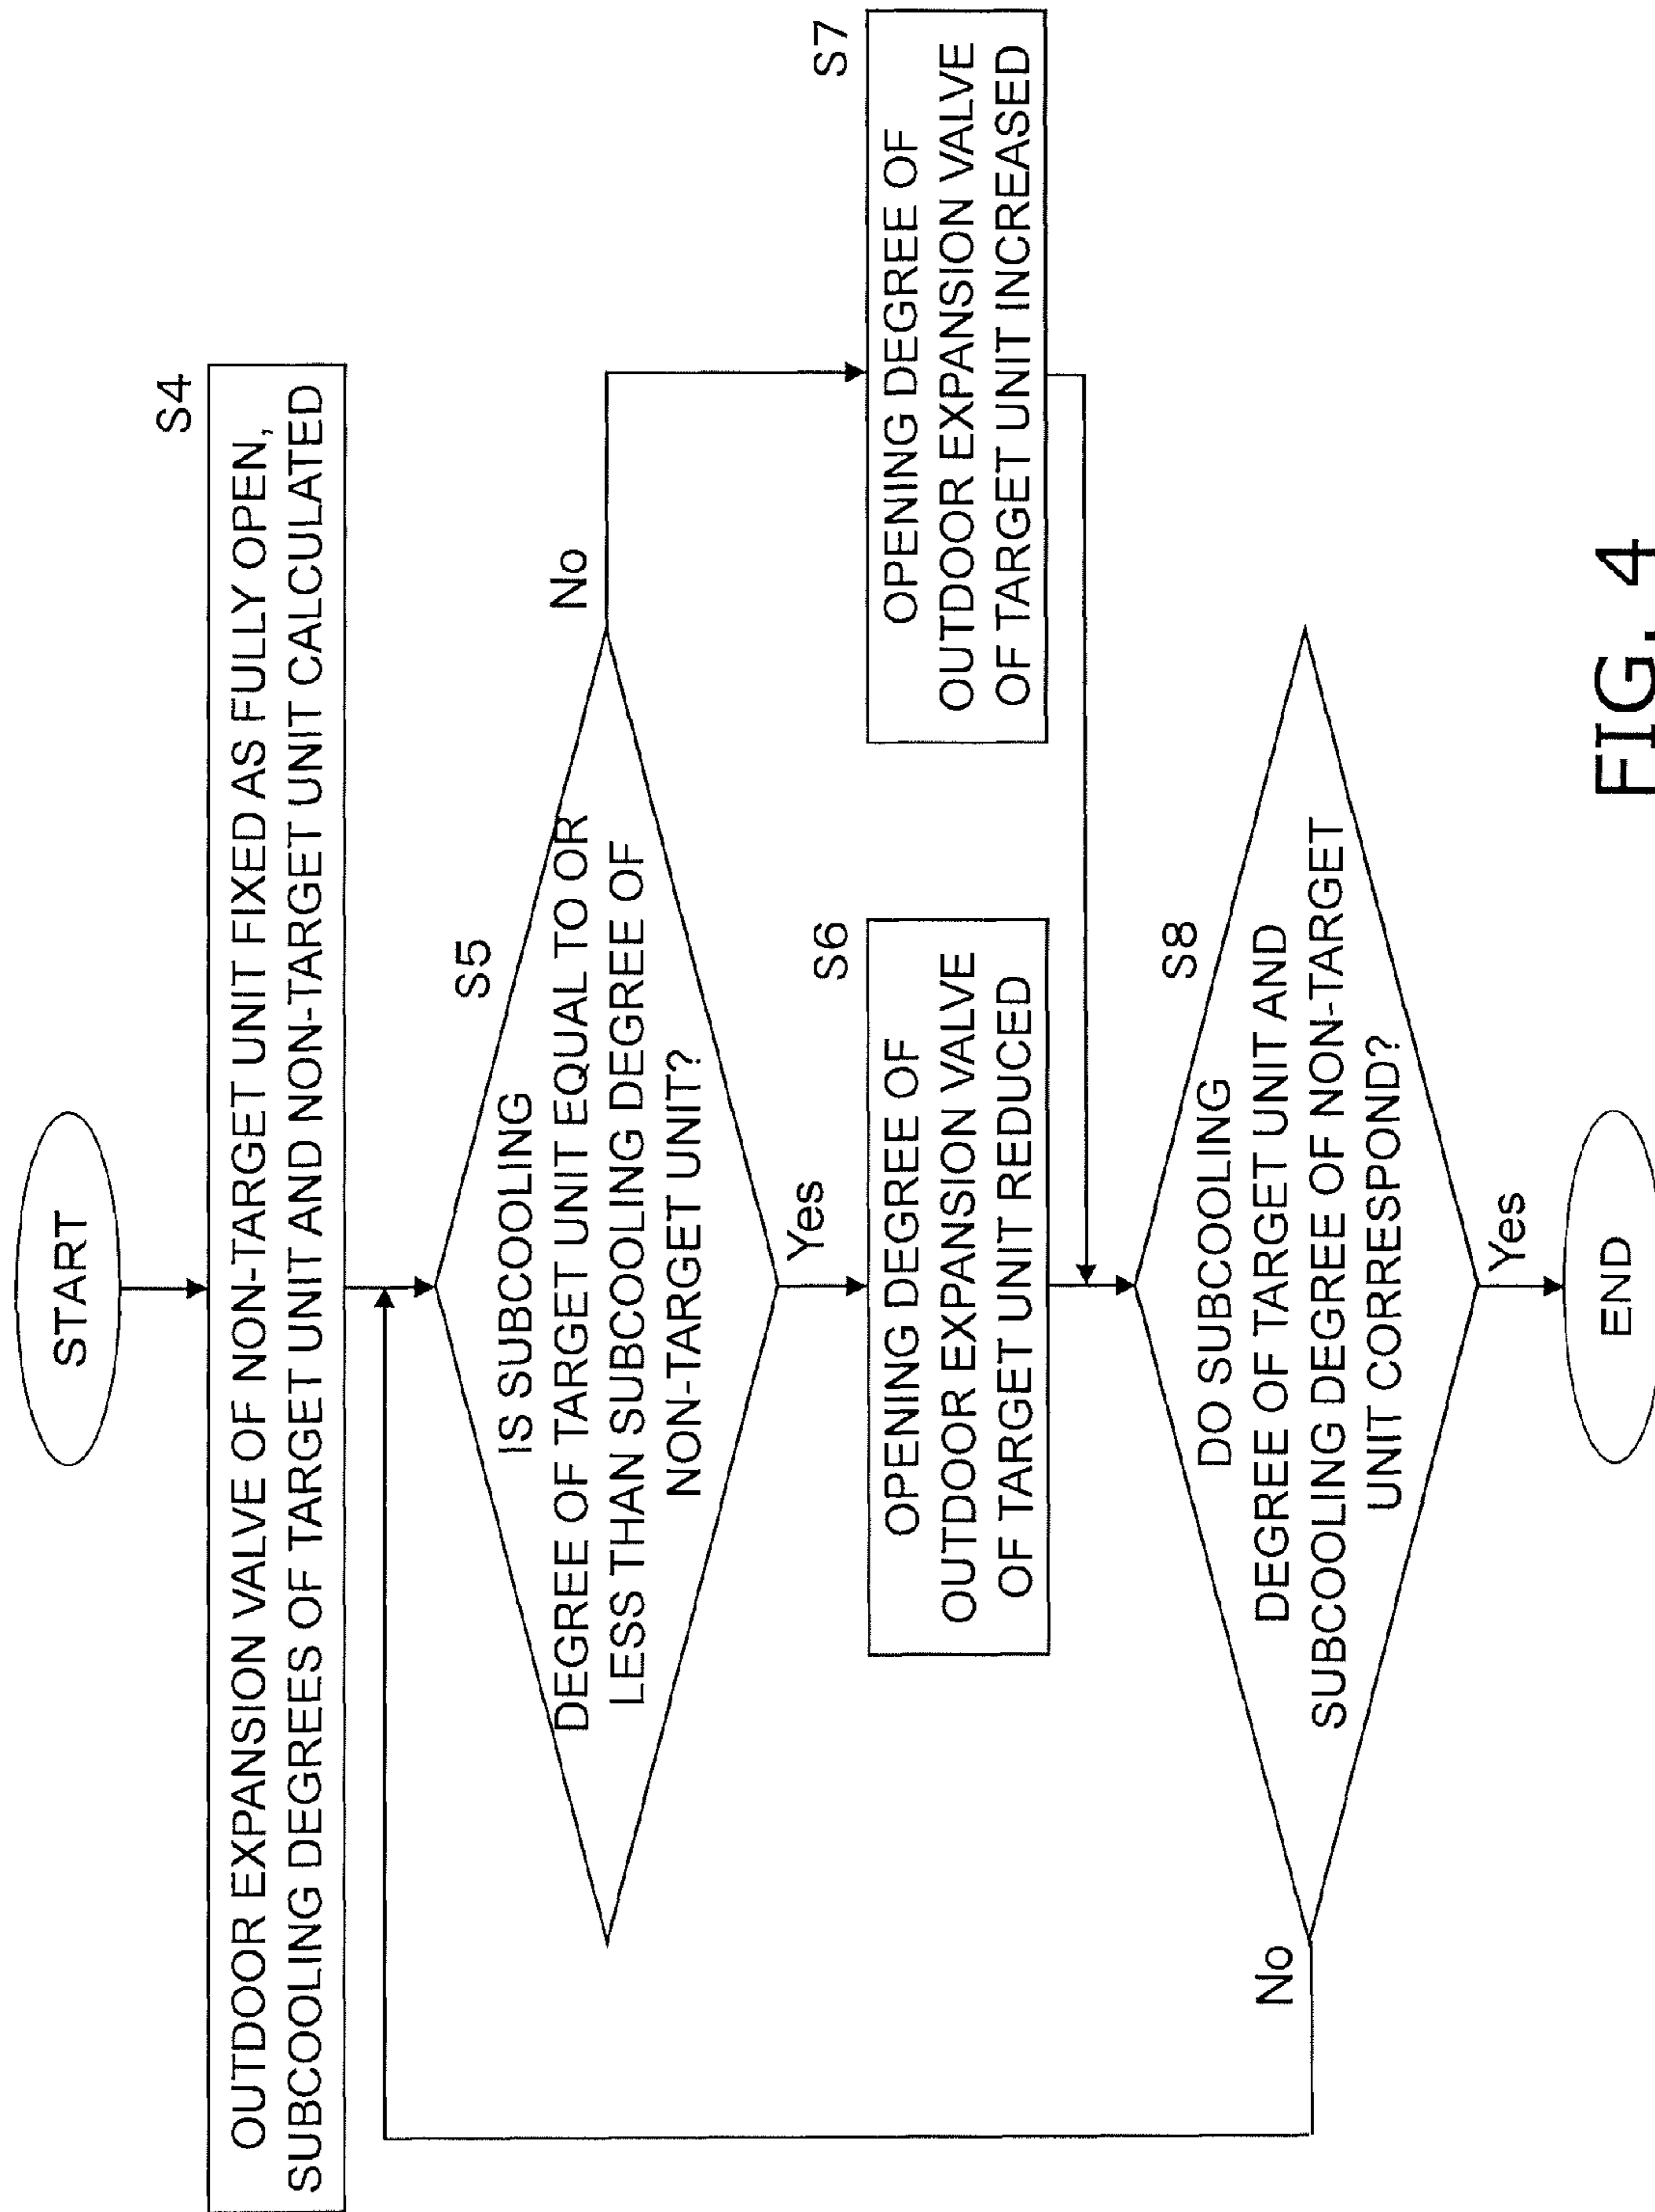 START
S4
OUTDOOR EXPANSION VALVE OF NON-TARGET UNIT FIXED AS FULLY OPEN,
SUBCOOLING DEGREES OF TARGET UNIT AND NON-TARGET UNIT CALCULATED
S5
IS SUBCOOLING
DEGREE OF TARGET UNIT EQUAL TO OR
LESS THAN SUBCOOLING DEGREE OF
NON-TARGET UNIT?
No
Yes
S6
OPENING DEGREE OF
OUTDOOR EXPANSION VALVE
OF TARGET UNIT REDUCED
S7
OPENING DEGREE OF
OUTDOOR EXPANSION VALVE
OF TARGET UNIT INCREASED
S8
DO SUBCOOLING
DEGREE OF TARGET UNIT AND
SUBCOOLING DEGREE OF NON-TARGET
UNIT CORRESPOND?
No
Yes
END
FIG. 4